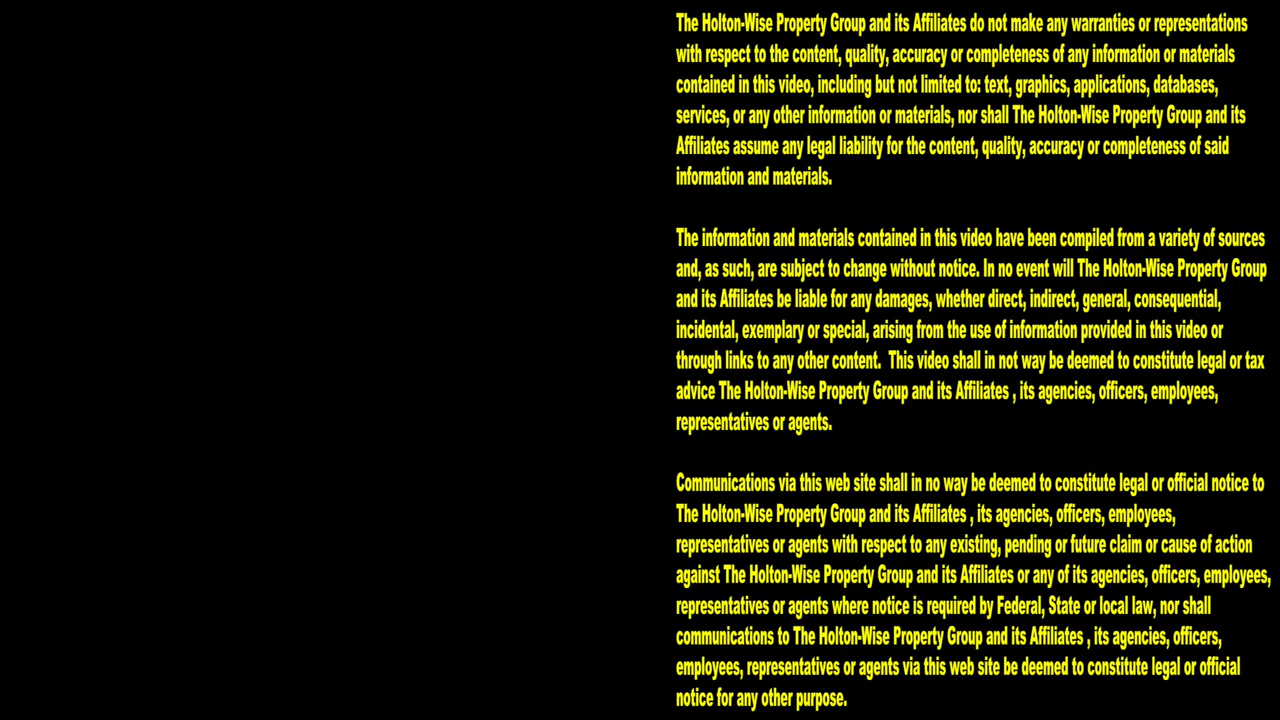 The Holton-Wise Property Group and its Affiliates do not make any warranties or representations
with respect to the content, quality, accuracy or completeness of any information or materials
contained in this video, including but not limited to: text, graphics, applications, databases,
services, or any other information or materials, nor shall The Holton-Wise Property Group and its
Affiliates assume any legal liability for the content, quality, accuracy or completeness of said
information and materials.
The information and materials contained in this video have been compiled from a variety of sources
and, as such, are subject to change without notice. In no event will The Holton-Wise Property Group
and its Affiliates be liable for any damages, whether direct, indirect, general, consequential,
incidental, exemplary or special, arising from the use of information provided in this video or
through links to any other content.  This video shall in not way be deemed to constitute legal or tax
advice The Holton-Wise Property Group and its Affiliates , its agencies, officers, employees,
representatives or agents.
Communications via this web site shall in no way be deemed to constitute legal or official notice to
The Holton-Wise Property Group and its Affiliates , its agencies, officers, employees,
representatives or agents with respect to any existing, pending or future claim or cause of action
against The Holton-Wise Property Group and its Affiliates or any of its agencies, officers, employees,
representatives or agents where notice is required by Federal, State or local law, nor shall
communications to The Holton-Wise Property Group and its Affiliates , its agencies, officers,
employees, representatives or agents via this web site be deemed to constitute legal or official
notice for any other purpose.